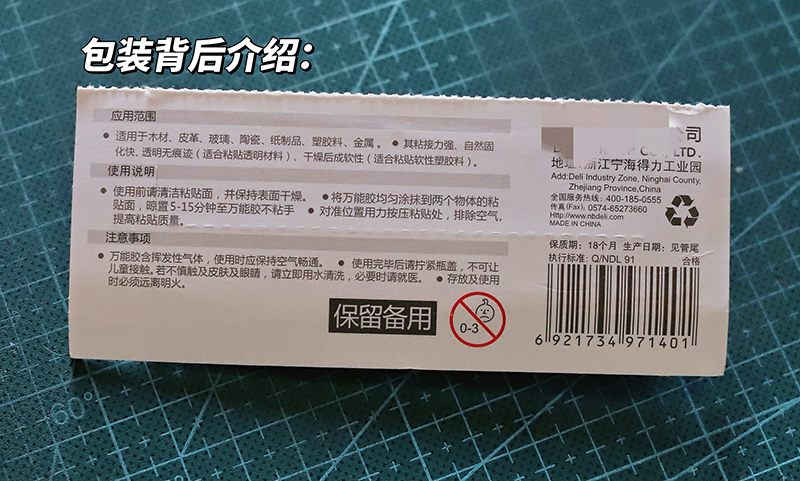 包装背后介绍：
应用范围
● 适用于木材、皮革、玻璃、陶瓷、纸制品、塑胶料、金属。 ● 其粘接力强、自然固
化快、透明无痕迹（适合粘贴透明材料）、干燥后成软性（适合粘贴软性塑胶料）。
使用说明
● 使用前请清洁粘贴面，并保持表面干燥。 ● 将万能胶均匀涂抹到两个物体的粘
贴面，晾置5-15分钟至万能胶不粘手 ● 对准位置用力按压粘贴处，排除空气，
提高粘贴质量。
注意事项
● 万能胶含挥发性气体，使用时应保持空气畅通。 ● 使用完毕后请拧紧瓶盖，不可让
儿童接触。若不慎触及皮肤及眼睛，请立即用水清洗，必要时请就医。 ● 存放及使用
时必须远离明火。
保留备用
0-3
公司
CO., LTD.
地址：浙江宁海得力工业园
Add:Deli Industry Zone, Ninghai County,
Zhejiang Province,China
全国服务热线：400-185-0555
传真(Fax)：0574-65273660
Http://www.nbdeli.com
MADE IN CHINA
保质期：18个月 生产日期：见管尾
执行标准：Q/NDL 91 合格
6 921734 971401
60°